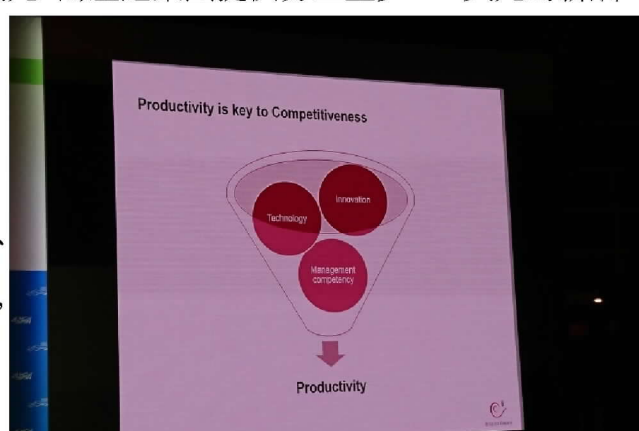 Productivity is key to Competitiveness
Innovation
Technology
Management
competency
Productivity